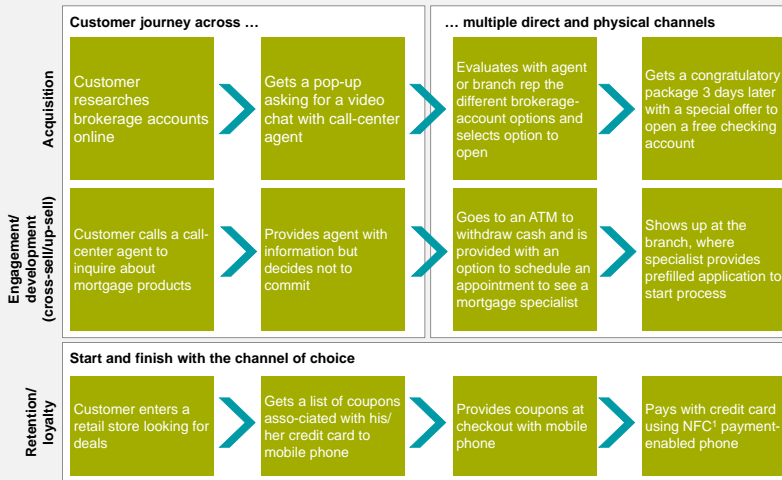 Customer journey across …
… multiple direct and physical channels
Acquisition
Customer
researches
brokerage accounts
online
Gets a pop-up
asking for a video
chat with call-center
agent
Evaluates with agent
or branch rep the
different brokerage-
account options and
selects option to
open
Gets a congratulatory
package 3 days later
with a special offer to
open a free checking
account
Engagement/
development
(cross-sell/up-sell)
Customer calls a call-
center agent to
inquire about
mortgage products
Provides agent with
information but
decides not to
commit
Goes to an ATM to
withdraw cash and is
provided with an
option to schedule an
appointment to see a
mortgage specialist
Shows up at the
branch, where
specialist provides
prefilled application to
start process
Start and finish with the channel of choice
Retention/
loyalty
Customer enters a
retail store looking for
deals
Gets a list of coupons
asso-ciated with his/
her credit card to
mobile phone
Provides coupons at
checkout with mobile
phone
Pays with credit card
using NFC¹ payment-
enabled phone